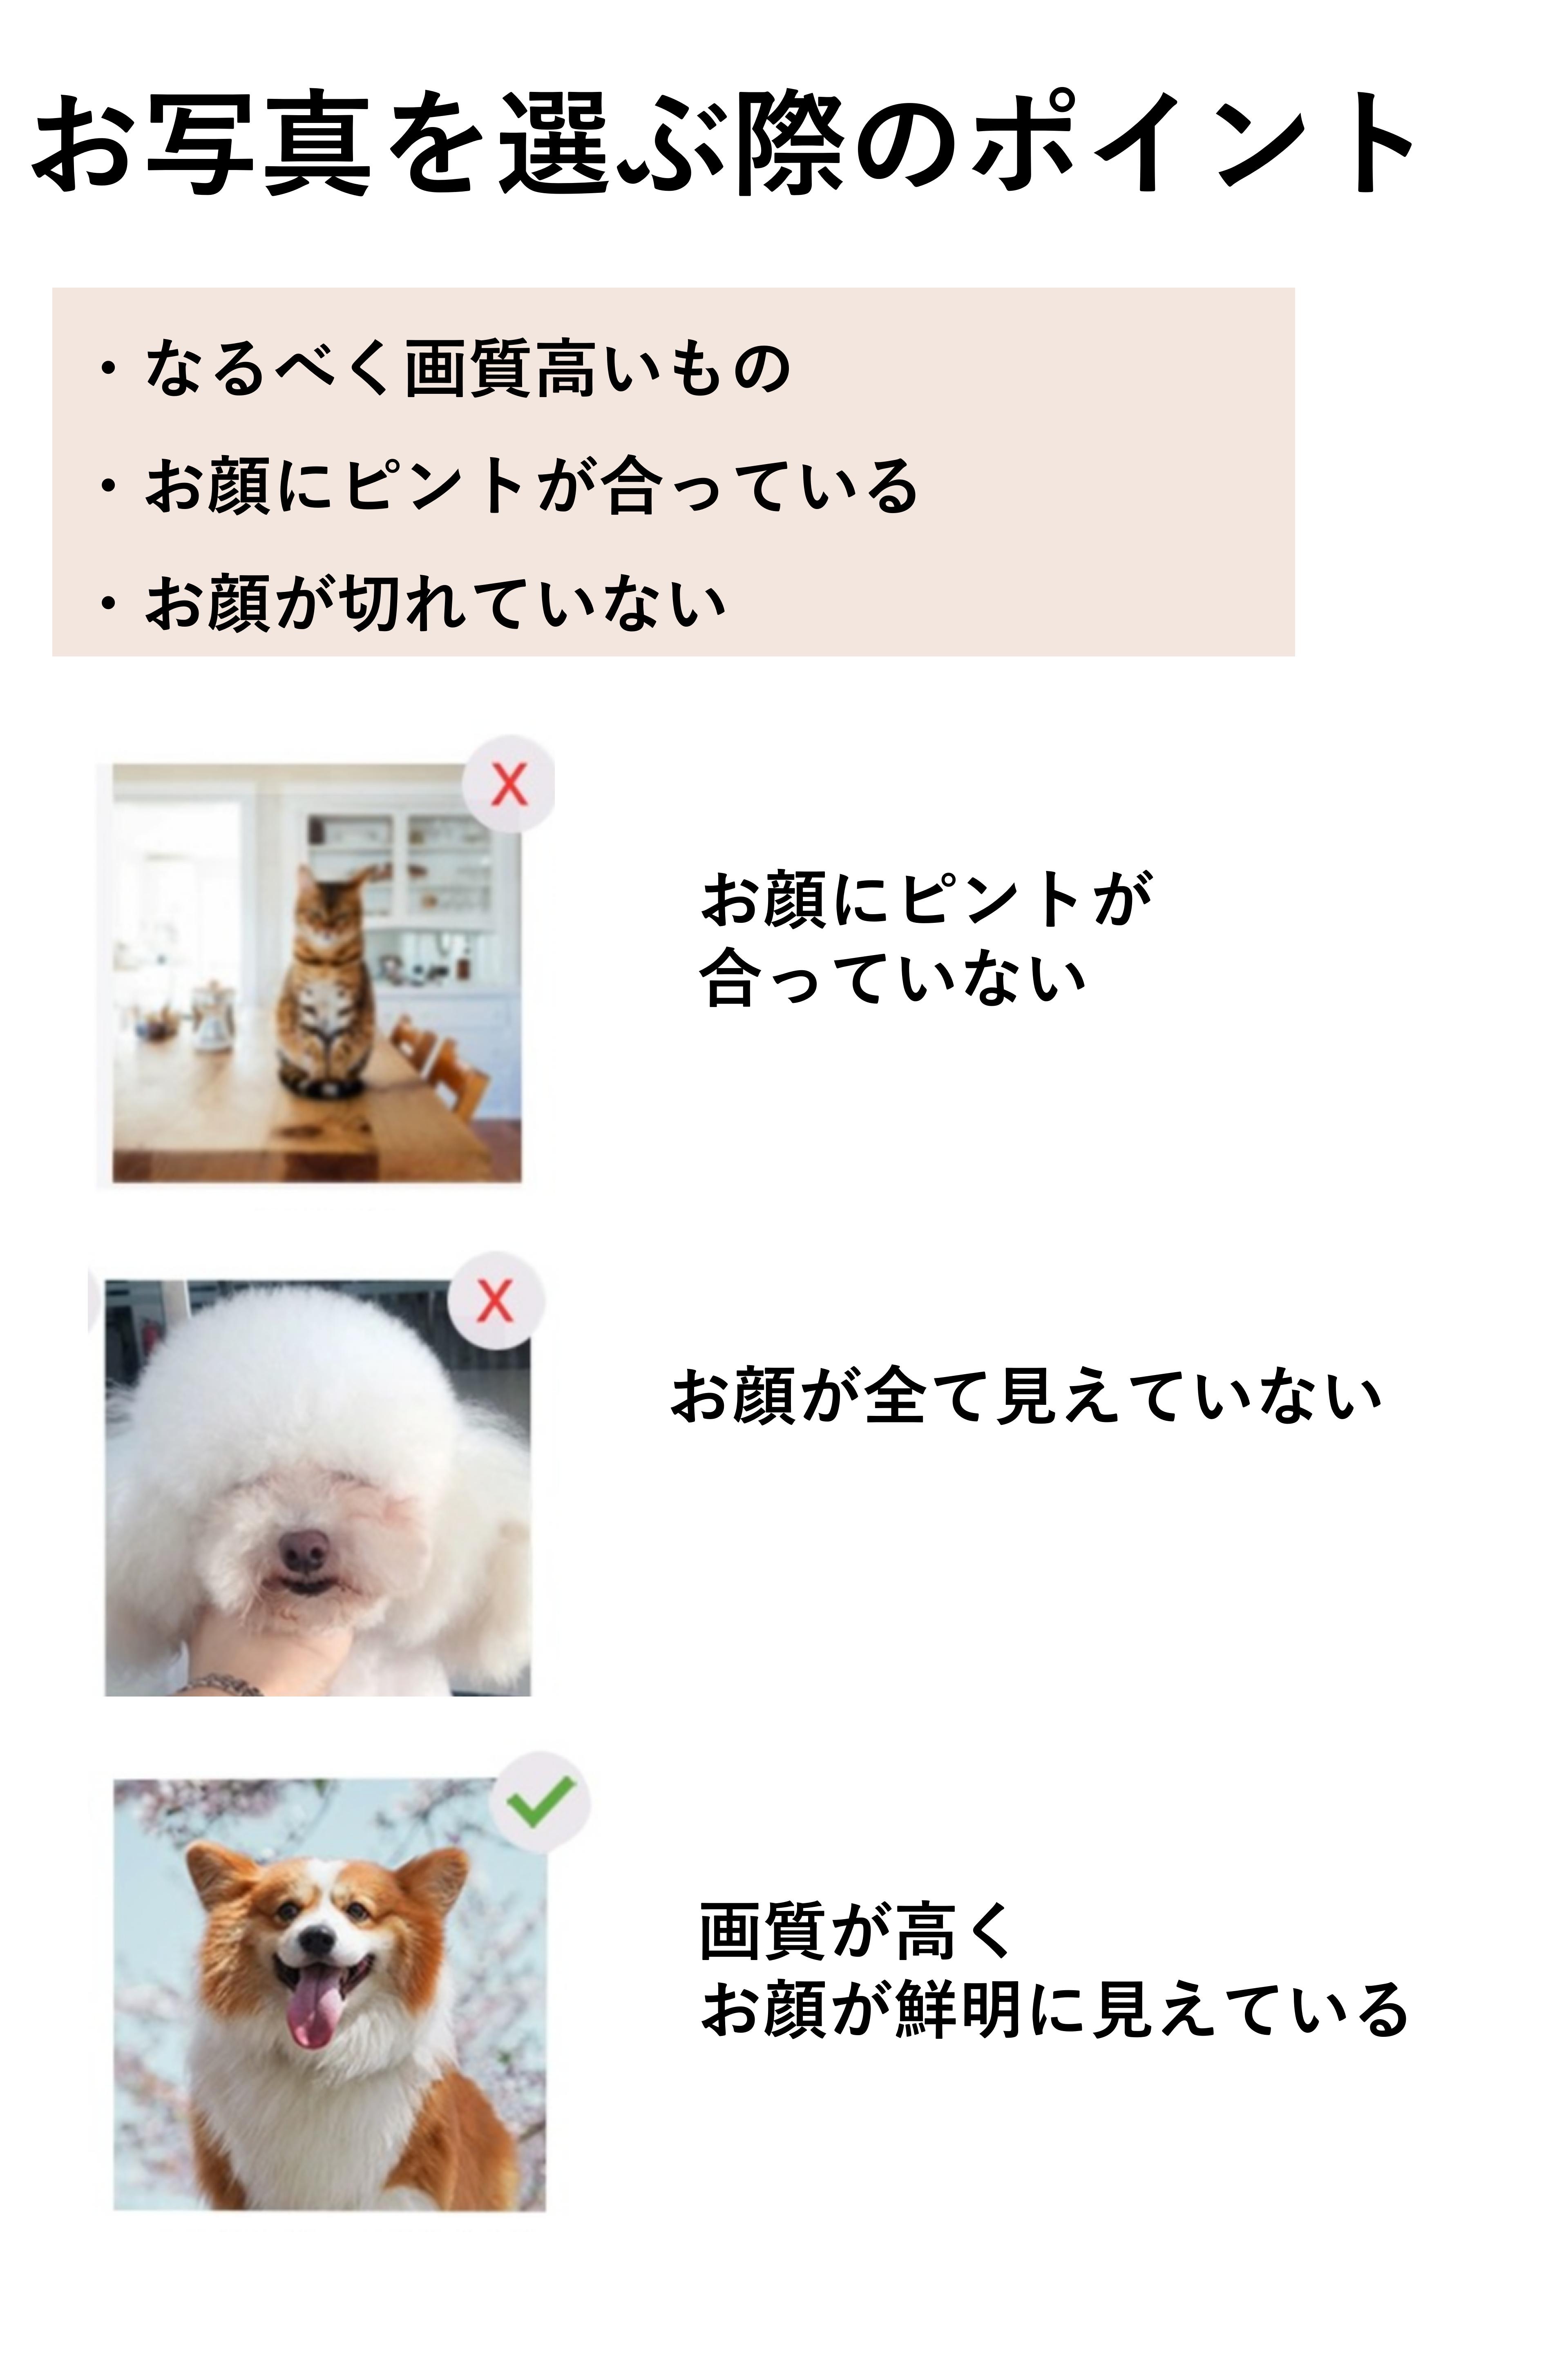 お写真を選ぶ際のポイント
・なるべく画質高いもの
・お顔にピントが合っている
・お顔が切れていない
X
お顔にピントが
合っていない
X
お顔が全て見えていない
画質が高く
お顔が鮮明に見えている